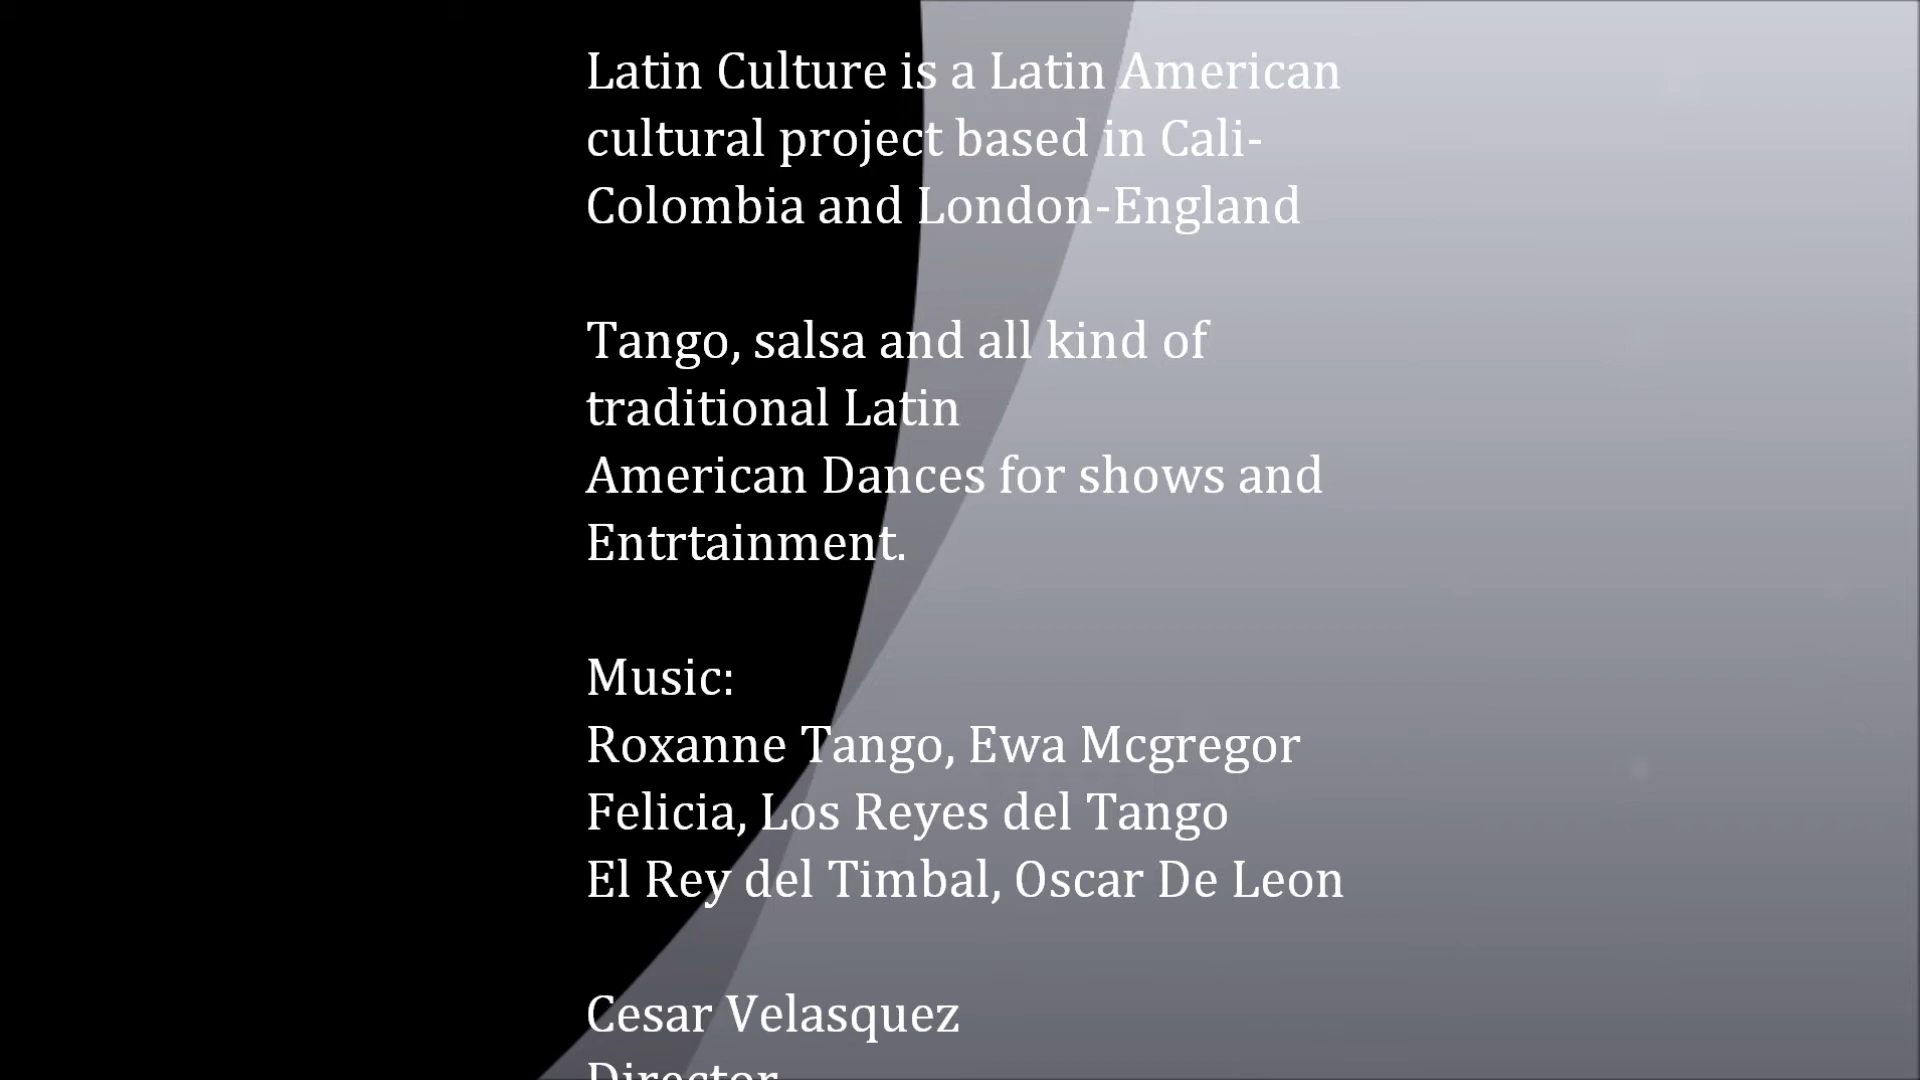 Latin Culture is a Latin American
cultural project based in Cali-
Colombia and London-England
Tango, salsa and all kind of
traditional Latin
American Dances for shows and
Entrtainment.
Music:
Roxanne Tango, Ewa Mcgregor
Felicia, Los Reyes del Tango
El Rey del Timbal, Oscar De Leon
Cesar Velasquez
Director